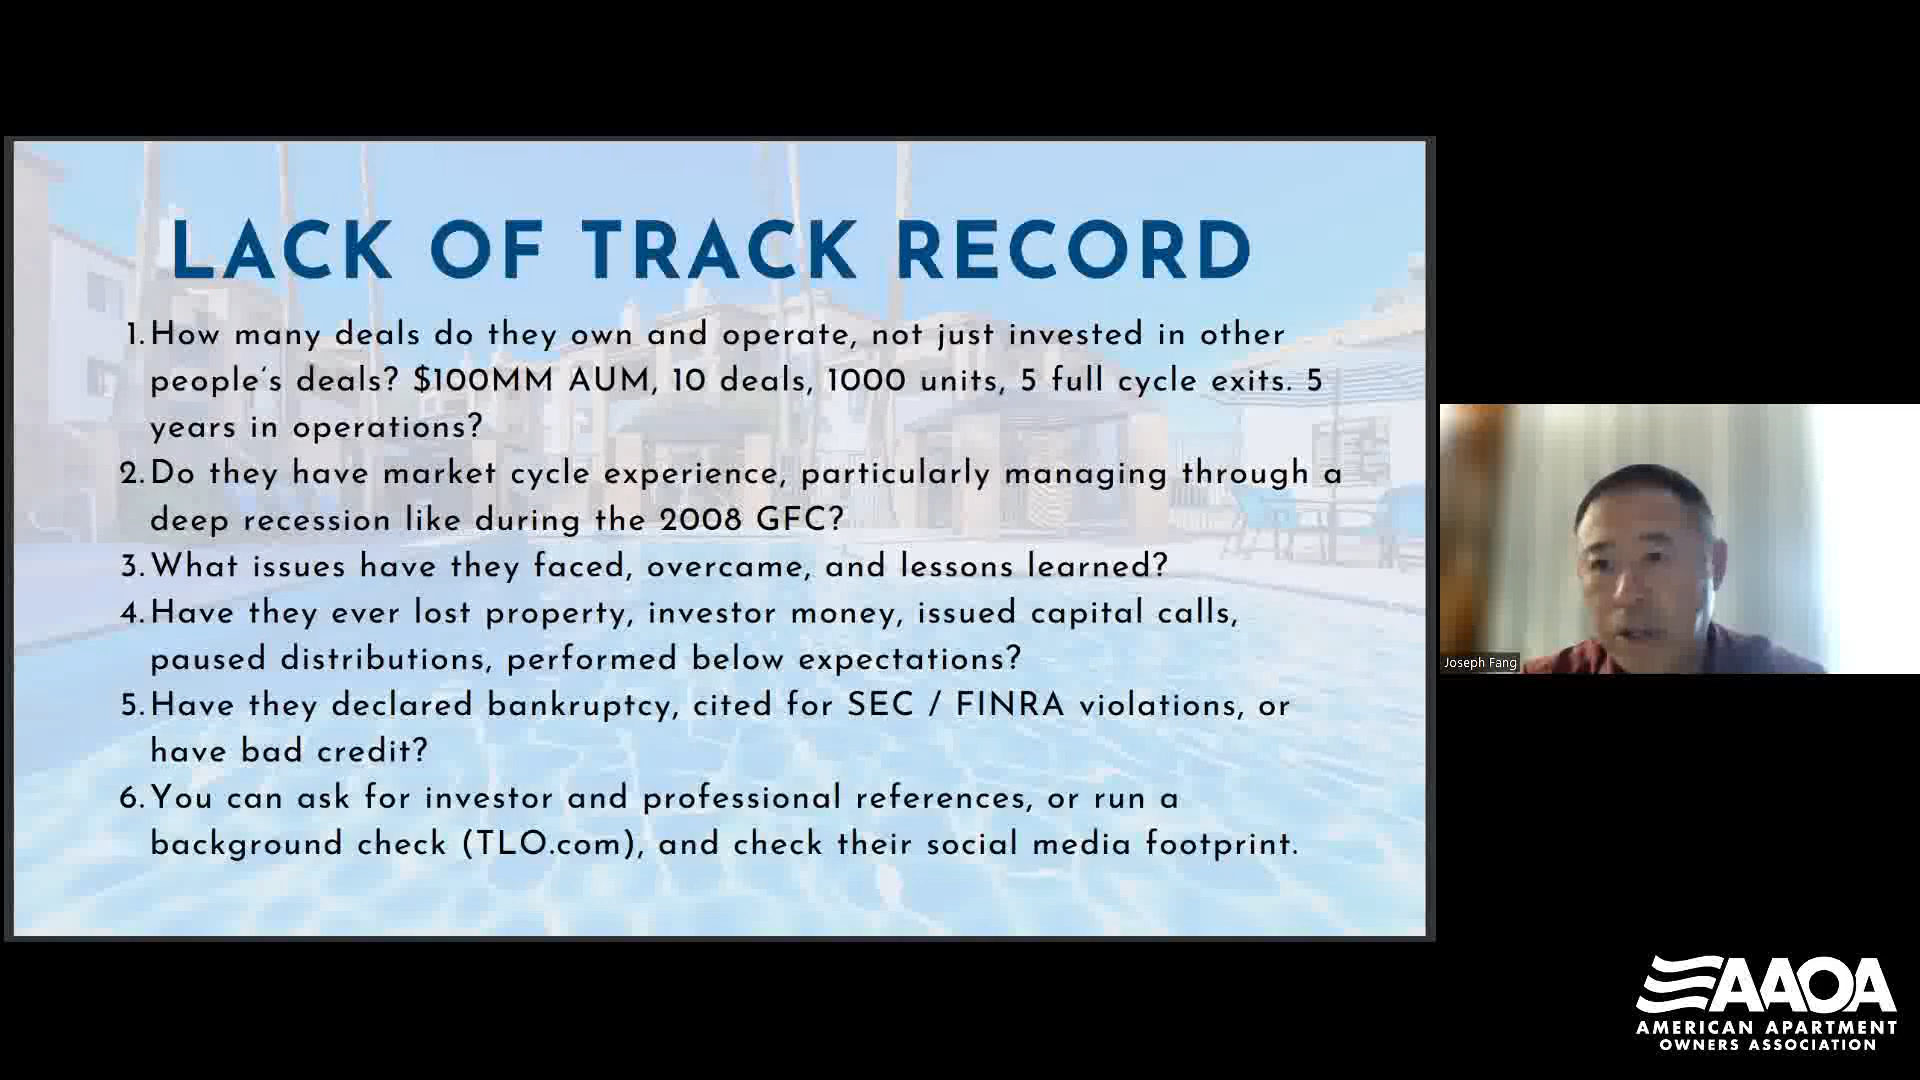 LACK OF TRACK RECORD
1. How many deals do they own and operate, not just invested in other
people's deals? $100MM AUM, 10 deals, 1000 units, 5 full cycle exits. 5
years in operations?
2. Do they have market cycle experience, particularly managing through a
deep recession like during the 2008 GFC?
3. What issues have they faced, overcame, and lessons learned?
4. Have they ever lost property, investor money, issued capital calls,
paused distributions, performed below expectations?
5. Have they declared bankruptcy, cited for SEC / FINRA violations, or
have bad credit?
6. You can ask for investor and professional references, or run a
background check (TLO.com), and check their social media footprint.
Joseph Fang
AAOA
AMERICAN APARTMENT
OWNERS ASSOCIATION